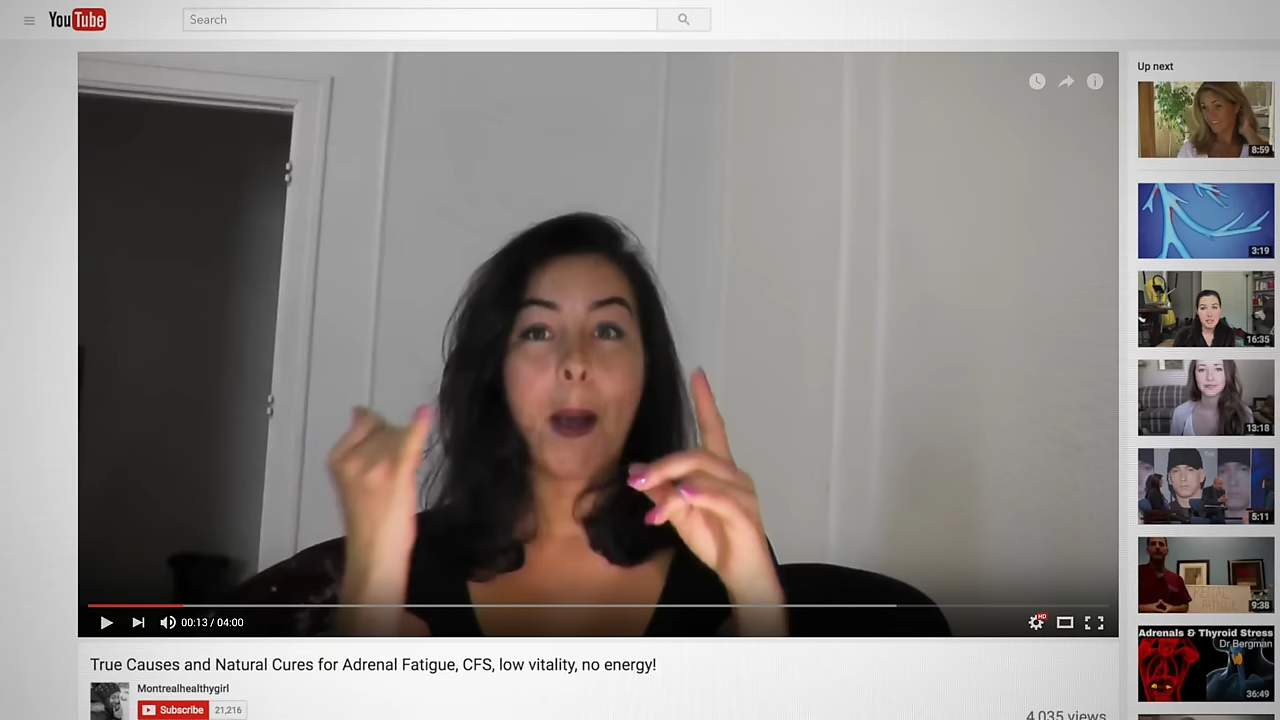 YouTube
Search
Up next
8:59
3:19
16:35
13:18
5:11
9:38
Adrenals & Thyroid Stress
Dr Bergman
36:49
HD
00:13 / 04:00
True Causes and Natural Cures for Adrenal Fatigue, CFS, low vitality, no energy!
Montrealhealthygirl
Subscribe 21,216
4,035 views